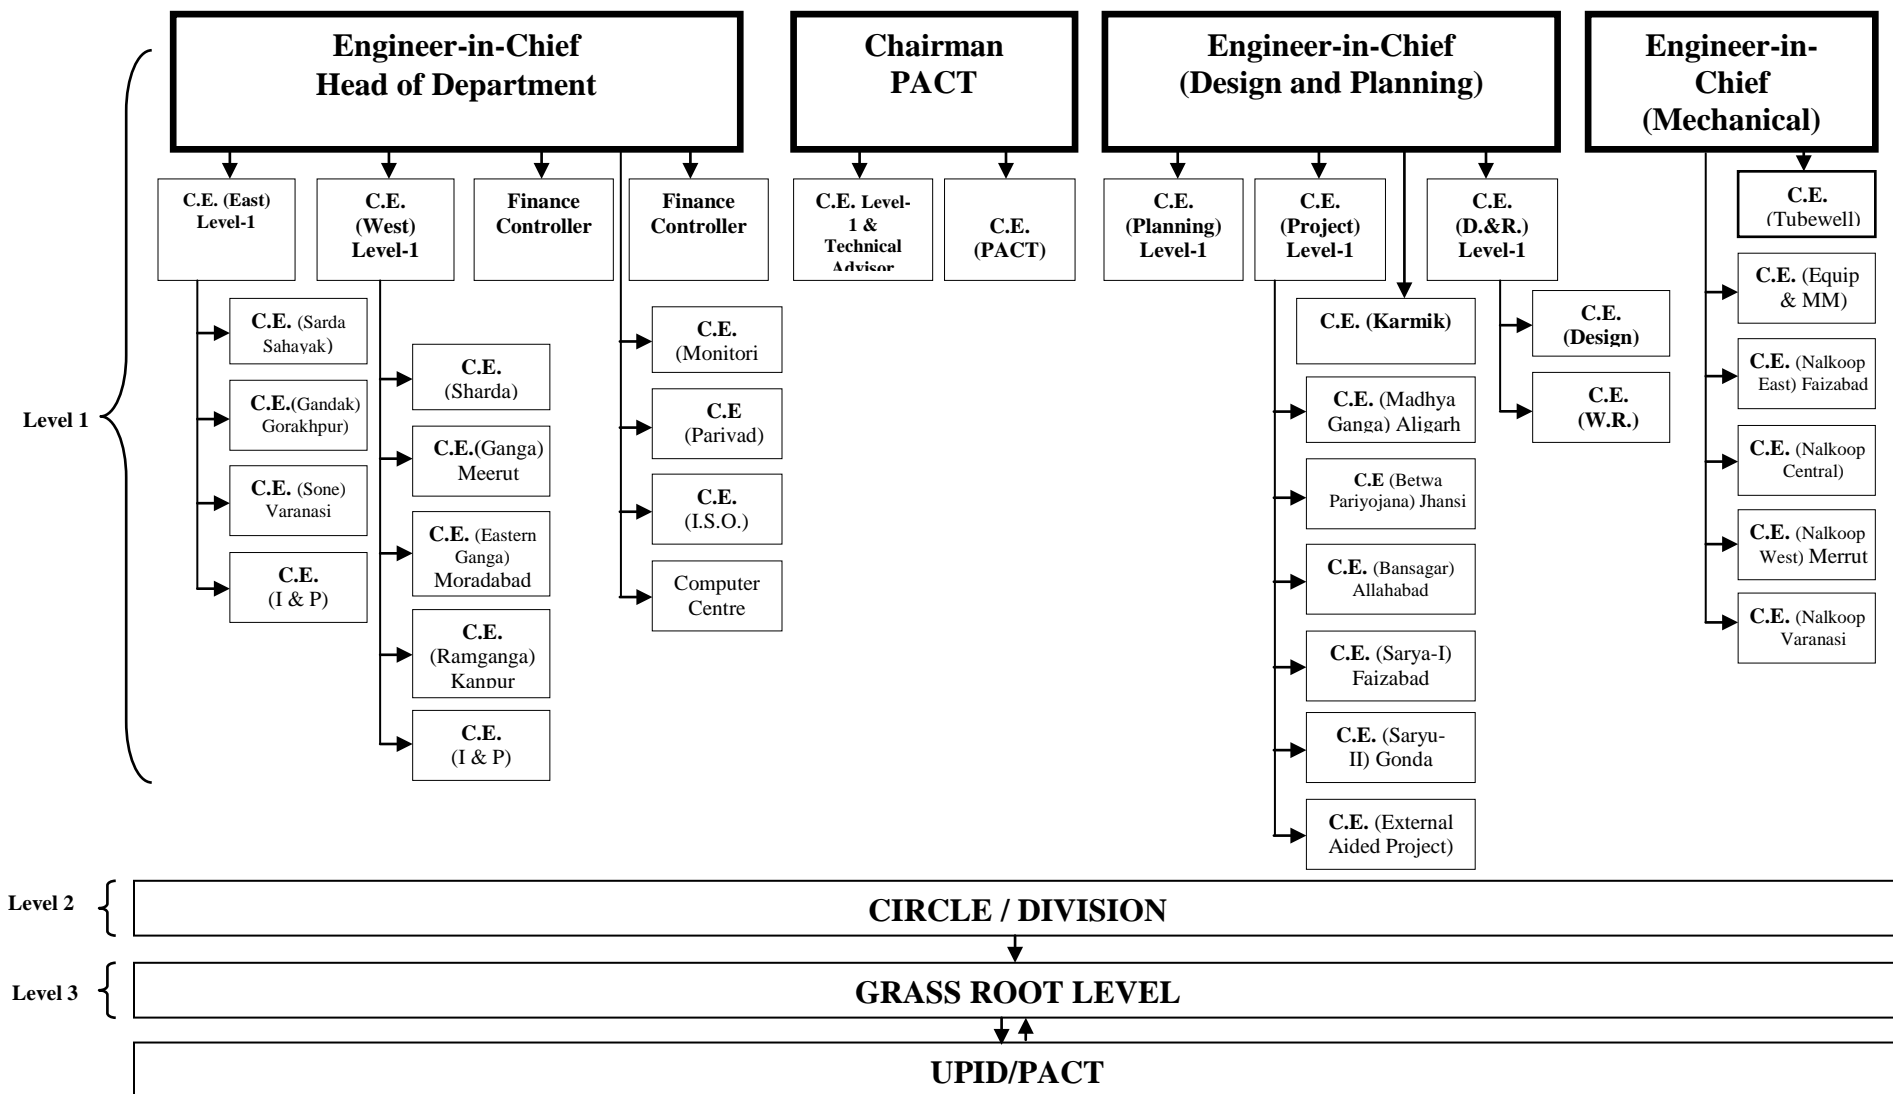 Engineer-in-Chief
Head of Department
Chairman
PACT
Engineer-in-Chief
(Design and Planning)
Engineer-in-
Chief
(Mechanical)
C.E. (East)
Level-1
C.E.
(West)
Level-1
Finance
Controller
Finance
Controller
C.E. Level-
1 &
Technical
Advisor
C.E.
(PACT)
C.E.
(Planning)
Level-1
C.E.
(Project)
Level-1
C.E.
(D.&R.)
Level-1
C.E.
(Tubewell)
C.E. (Sarda
Sahayak)
C.E.(Gandak)
Gorakhpur)
C.E. (Sone)
Varanasi
C.E.
(I & P)
C.E.
(Sharda)
C.E.(Ganga)
Meerut
C.E. (Eastern
Ganga)
Moradabad
C.E.
(Ramganga)
Kanpur
C.E.
(I & P)
C.E.
(Monitori
C.E
(Parivad)
C.E.
(I.S.O.)
Computer
Centre
C.E. (Karmik)
C.E. (Madhya
Ganga) Aligarh
C.E (Betwa
Pariyojana) Jhansi
C.E. (Bansagar)
Allahabad
C.E. (Sarya-I)
Faizabad
C.E. (Saryu-
II) Gonda
C.E. (External
Aided Project)
C.E.
(Design)
C.E.
(W.R.)
C.E. (Equip
& MM)
C.E. (Nalkoop
East) Faizabad
C.E. (Nalkoop
Central)
C.E. (Nalkoop
West) Merrut
C.E. (Nalkoop
Varanasi
Level 1
Level 2
CIRCLE / DIVISION
Level 3
GRASS ROOT LEVEL
UPID/PACT